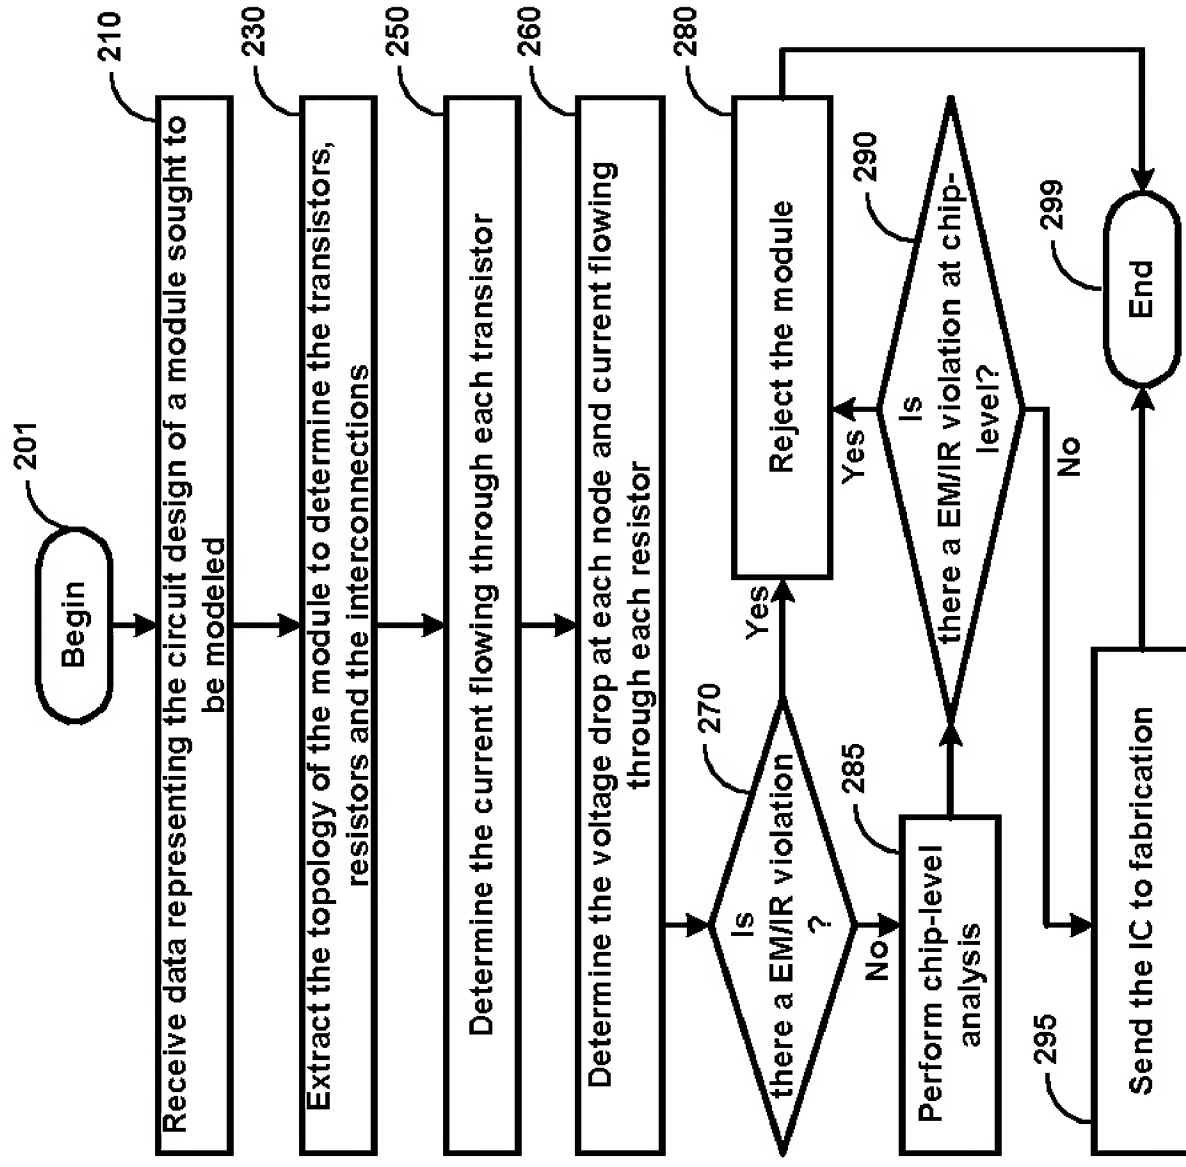 Begin
201
210
Receive data representing the circuit design of a module sought to
be modeled
230
Extract the topology of the module to determine the transistors,
resistors and the interconnections
250
Determine the current flowing through each transistor
260
Determine the voltage drop at each node and current flowing
through each resistor
270
Is
there a EM/IR violation
?
Yes
No
280
Reject the module
285
Perform chip-level
analysis
290
Is
there a EM/IR violation at chip-
level?
Yes
No
295
Send the IC to fabrication
299
End